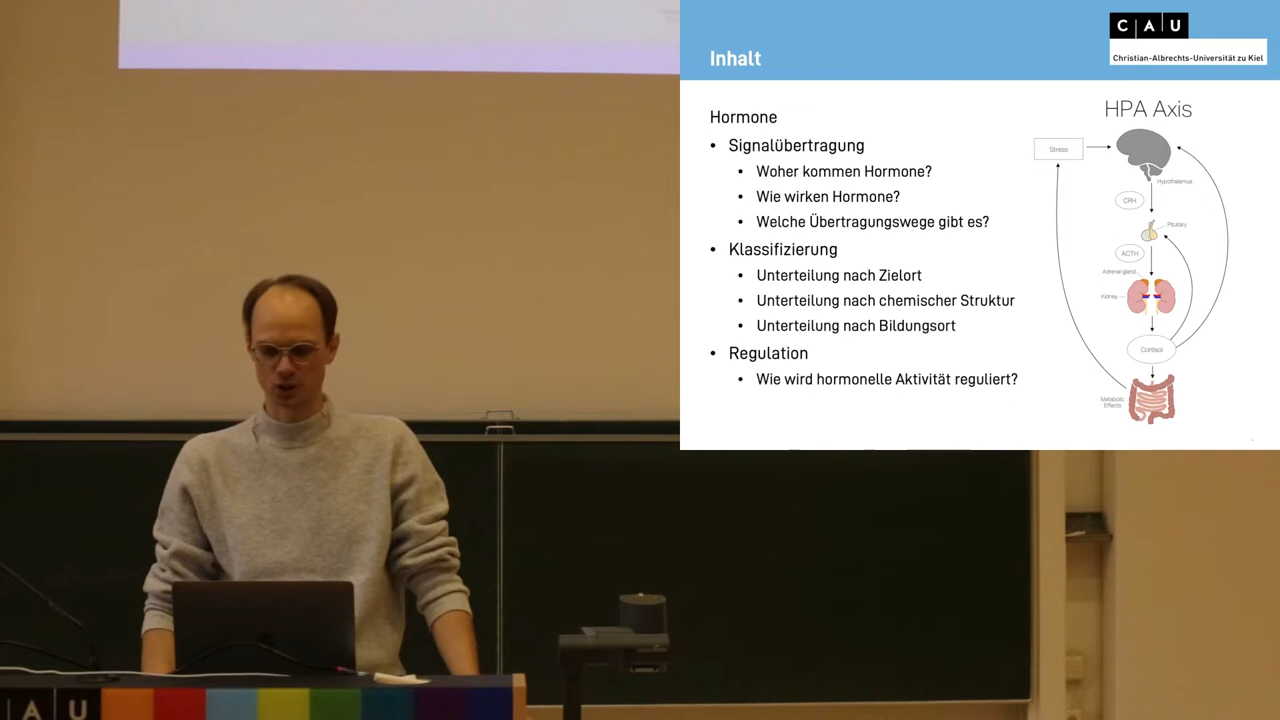 Inhalt
C A U
Christian-Albrechts-Universität zu Kiel
Hormone
• Signalübertragung
• Woher kommen Hormone?
• Wie wirken Hormone?
• Welche Übertragungswege gibt es?
• Klassifizierung
• Unterteilung nach Zielort
• Unterteilung nach chemischer Struktur
• Unterteilung nach Bildungsort
• Regulation
• Wie wird hormonelle Aktivität reguliert?
HPA Axis
Stress
Hypothalamus
CRH
Pituitary
ACTH
Adrenal gland
Kidney
Cortisol
Metabolic
Effects
A U